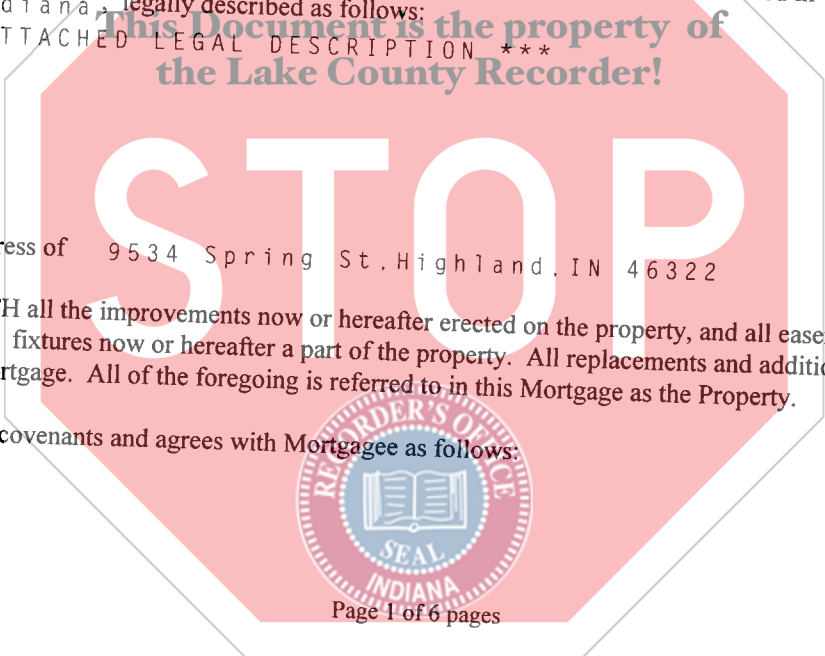 diana, legally described as follows:
This Document is the property of
TTACHED LEGAL DESCRIPTION ***
the Lake County Recorder!
STOP
ress of 9534 Spring St.Highland.IN 46322
TH all the improvements now or hereafter erected on the property, and all ease
fixtures now or hereafter a part of the property. All replacements and additio
rtgage. All of the foregoing is referred to in this Mortgage as the Property.
covenants and agrees with Mortgagee as follows:
RECORDER'S OFFICE
SEAL
INDIANA
Page 1 of 6 pages